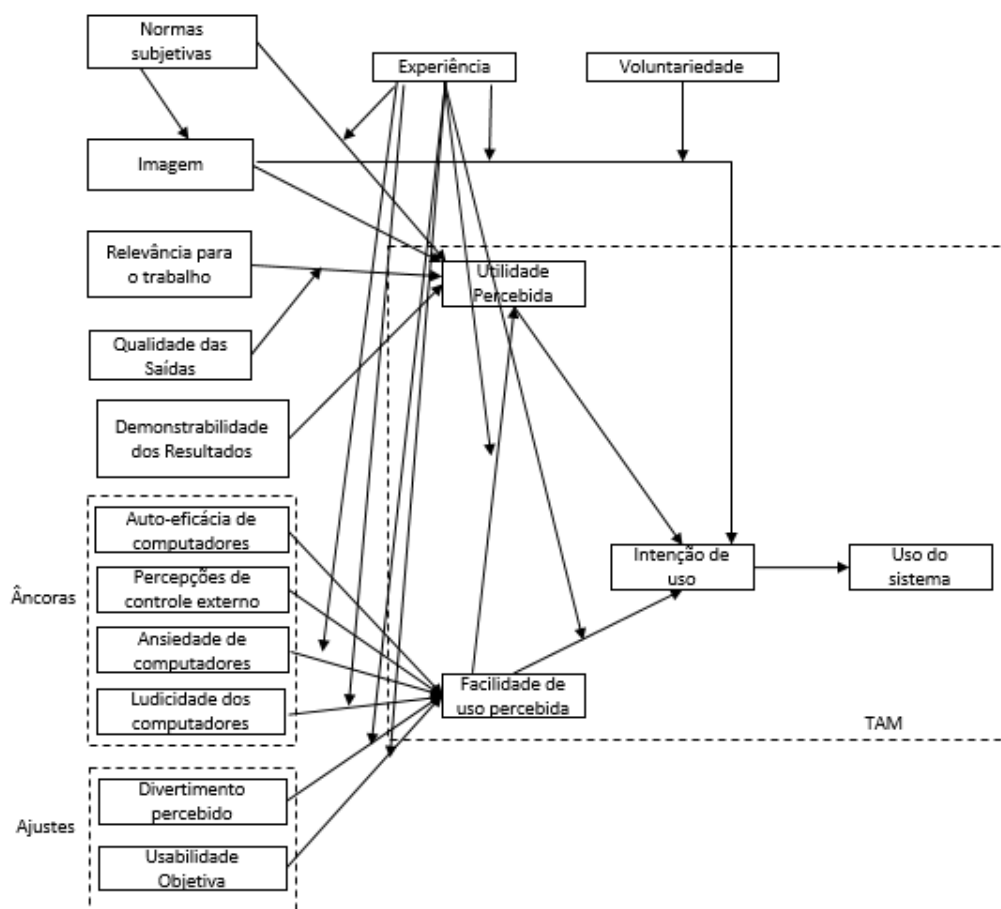 Normas
subjetivas
Experiência
Voluntariedade
Imagem
Relevância para
o trabalho
Utilidade
Percebida
Qualidade das
Saídas
Demonstrabilidade
dos Resultados
Auto-eficácia de
computadores
Intenção de
uso
Uso do
sistema
Percepções de
controle externo
Âncoras
Ansiedade de
computadores
Ludicidade dos
computadores
Facilidade de
uso percebida
TAM
Divertimento
percebido
Ajustes
Usabilidade
Objetiva